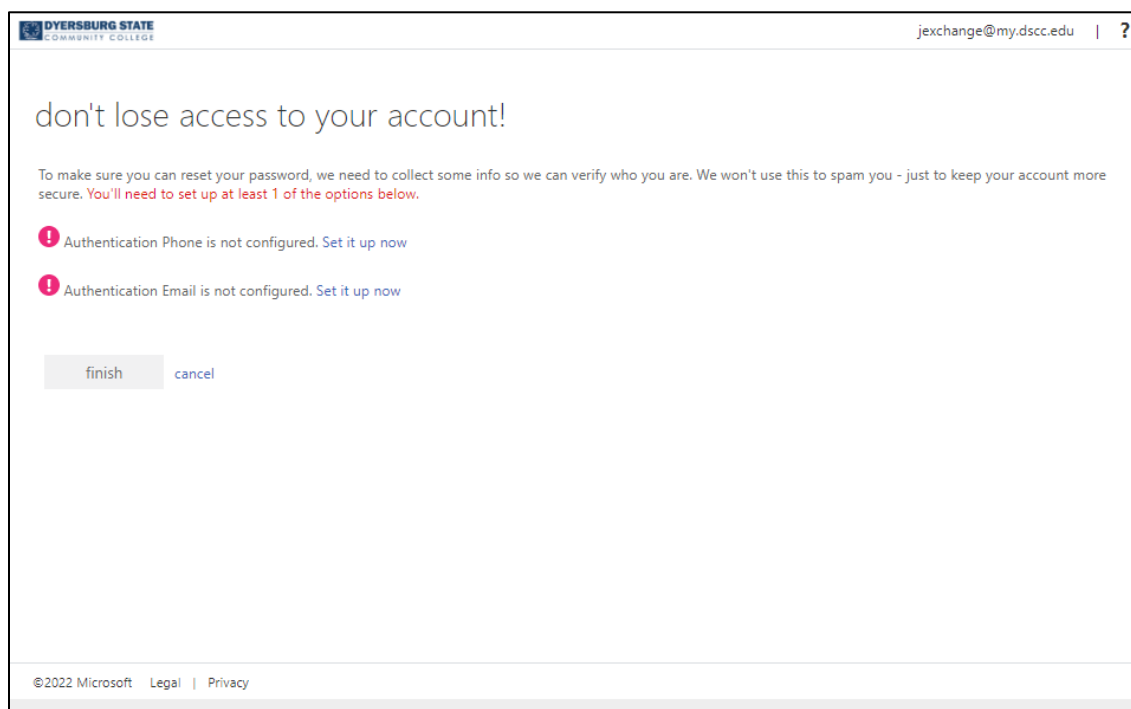 DYERSBURG STATE
COMMUNITY COLLEGE
jexchange@my.dscc.edu | ?
don't lose access to your account!
To make sure you can reset your password, we need to collect some info so we can verify who you are. We won't use this to spam you - just to keep your account more
secure. You'll need to set up at least 1 of the options below.
! Authentication Phone is not configured. Set it up now
! Authentication Email is not configured. Set it up now
finish cancel
©2022 Microsoft Legal | Privacy